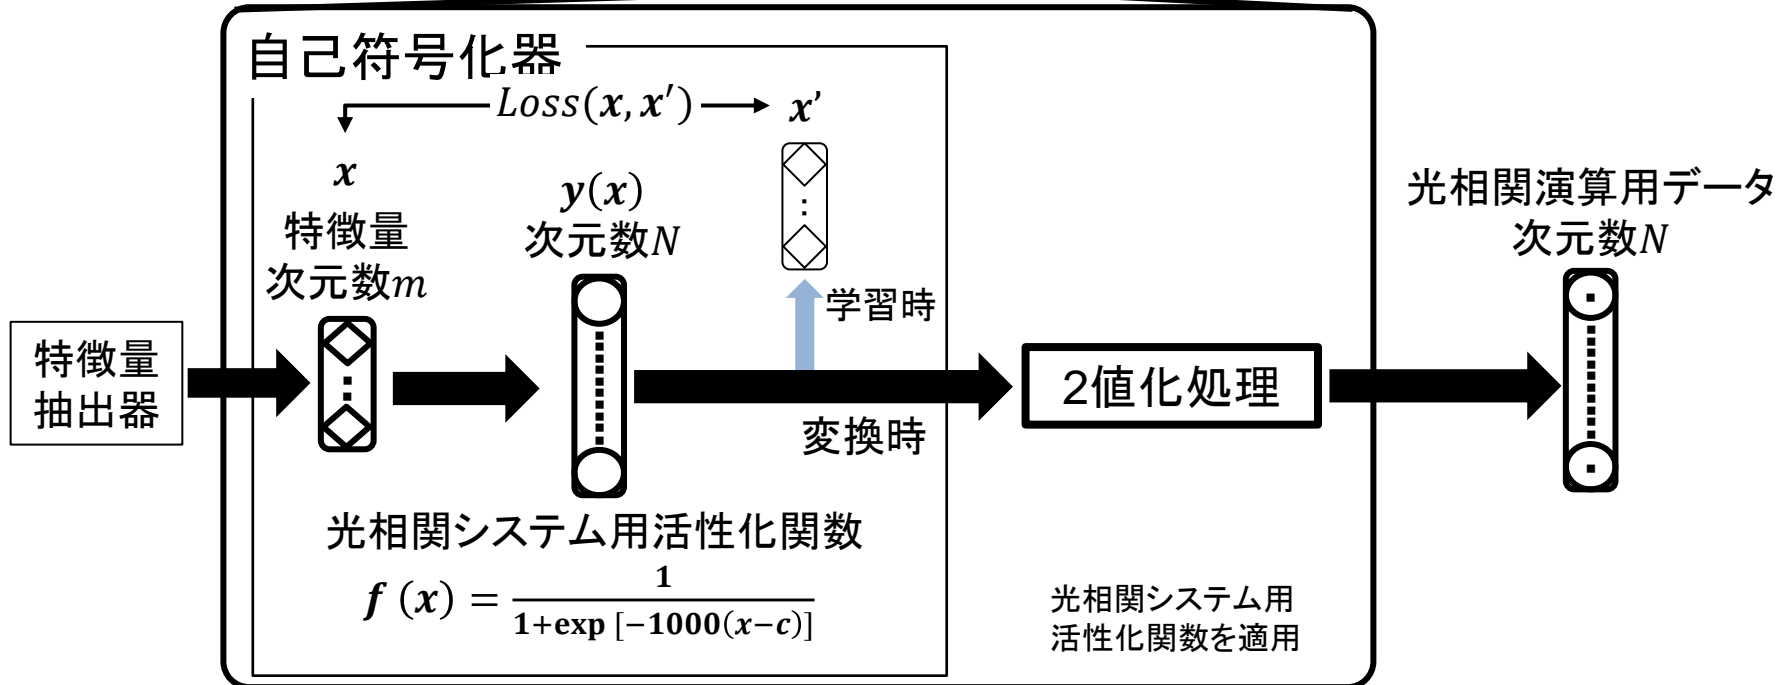 自己符号化器
Loss(x, x′)
x’
x
特徴量
次元数m
y(x)
次元数N
学習時
光相関演算用データ
次元数N
特徴量
抽出器
2値化処理
変換時
光相関システム用活性化関数
f (x) = 1 / 1+exp [−1000(x−c)]
光相関システム用
活性化関数を適用